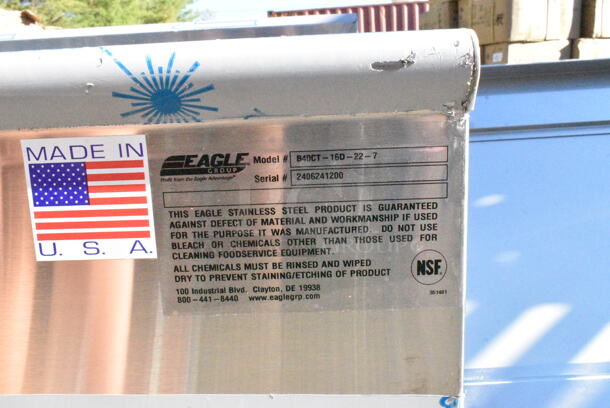 MADE IN
U. S. A.
EAGLE
GROUP
Profit from the Eagle Advantage®
Model # B40CT-16D-22-7
Serial # 2406241200
THIS EAGLE STAINLESS STEEL PRODUCT IS GUARANTEED
AGAINST DEFECT OF MATERIAL AND WORKMANSHIP IF USED
FOR THE PURPOSE IT WAS MANUFACTURED. DO NOT USE
BLEACH OR CHEMICALS OTHER THAN THOSE USED FOR
CLEANING FOODSERVICE EQUIPMENT.
ALL CHEMICALS MUST BE RINSED AND WIPED
DRY TO PREVENT STAINING/ETCHING OF PRODUCT
100 Industrial Blvd. Clayton, DE 19938
800-441-8440 www.eaglegrp.com
NSF.
351481